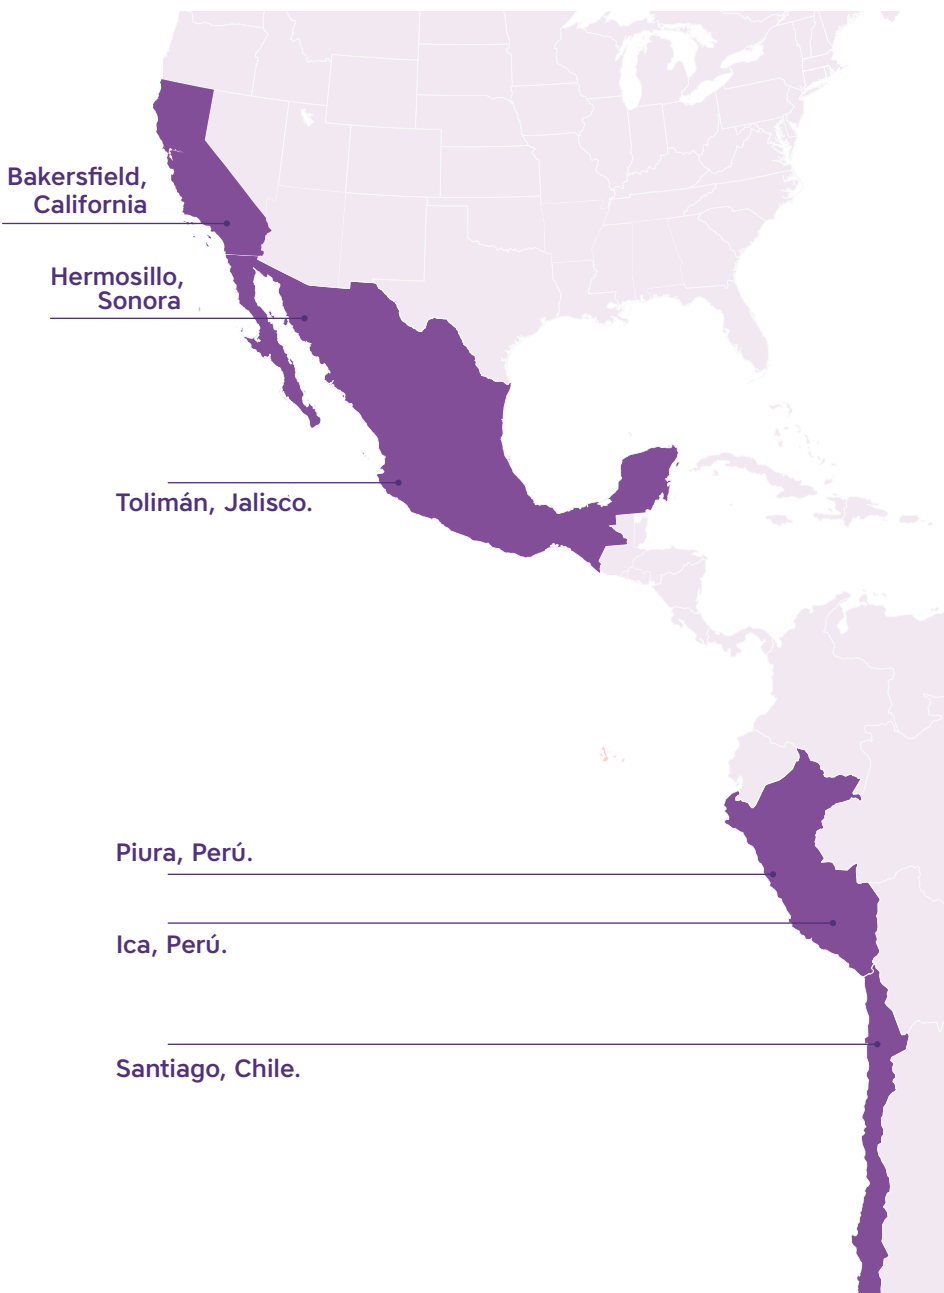 Bakersfield,
California
Hermosillo,
Sonora
Tolimán, Jalisco.
Piura, Perú.
Ica, Perú.
Santiago, Chile.